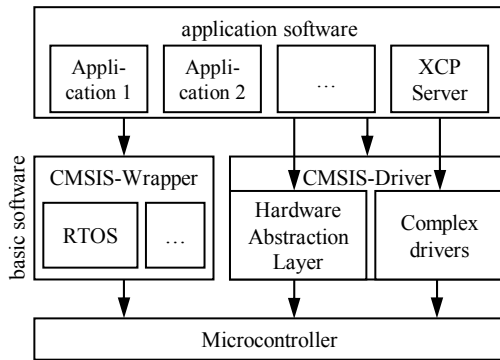 application software
Appli-
cation 1
Appli-
cation 2
...
XCP
Server
basic software
CMSIS-Wrapper
RTOS
...
CMSIS-Driver
Hardware
Abstraction
Layer
Complex
drivers
Microcontroller